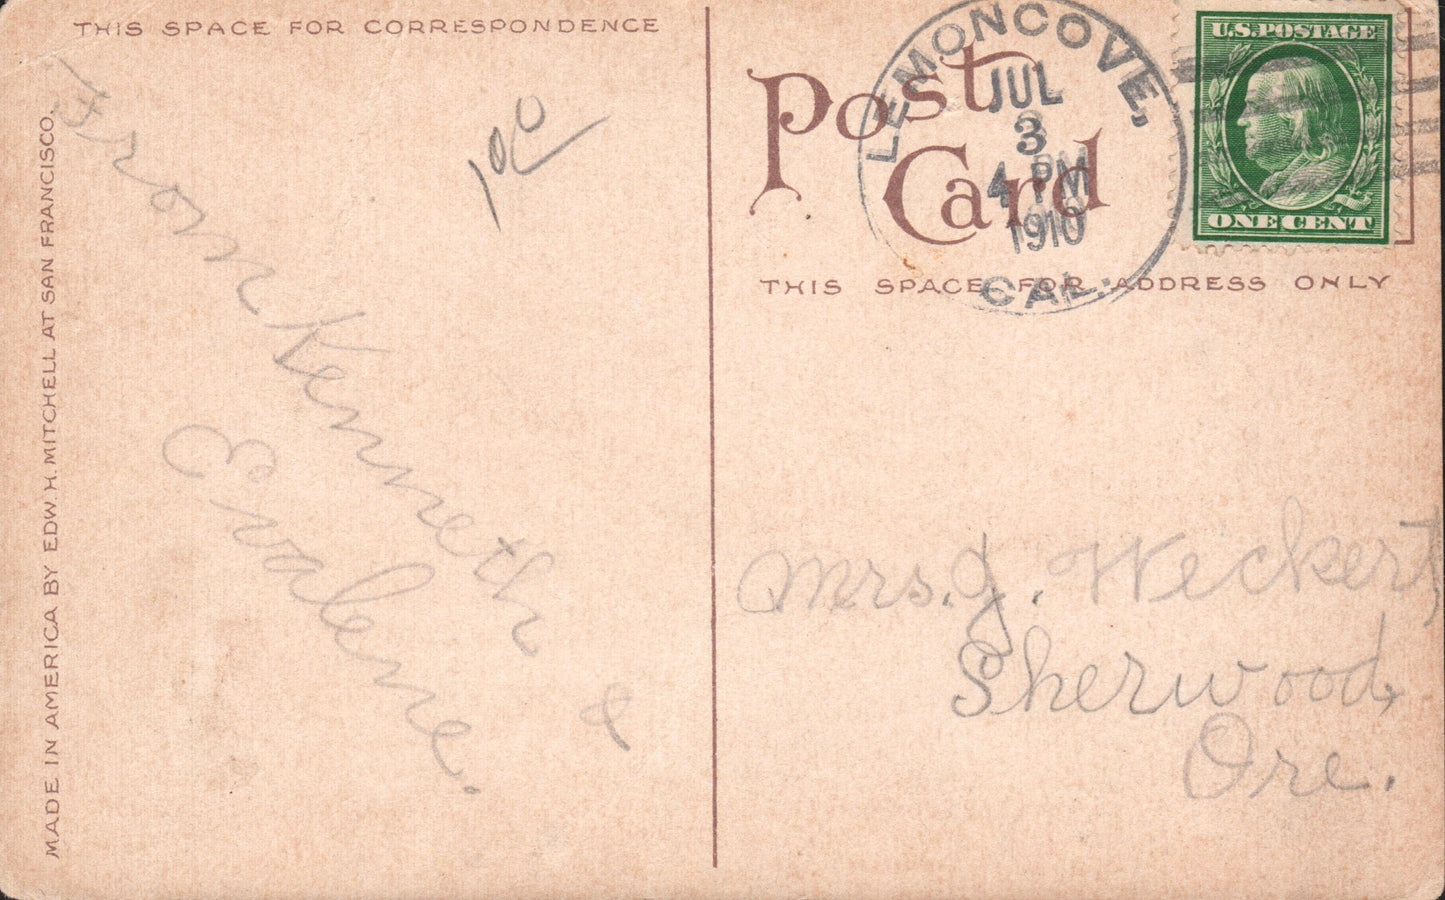 THIS SPACE FOR CORRESPONDENCE
MADE IN AMERICA BY EDW. H. MITCHELL AT SAN FRANCISCO.
1 00
From Kenneth &
Evalene.
Post
Card
THIS SPACE FOR ADDRESS ONLY
LEMONCOVE,
JUL
3
4 PM
1910
CAL.
U.S. POSTAGE
ONE CENT
Mrs. J. Weckert,
Sherwood,
Ore.